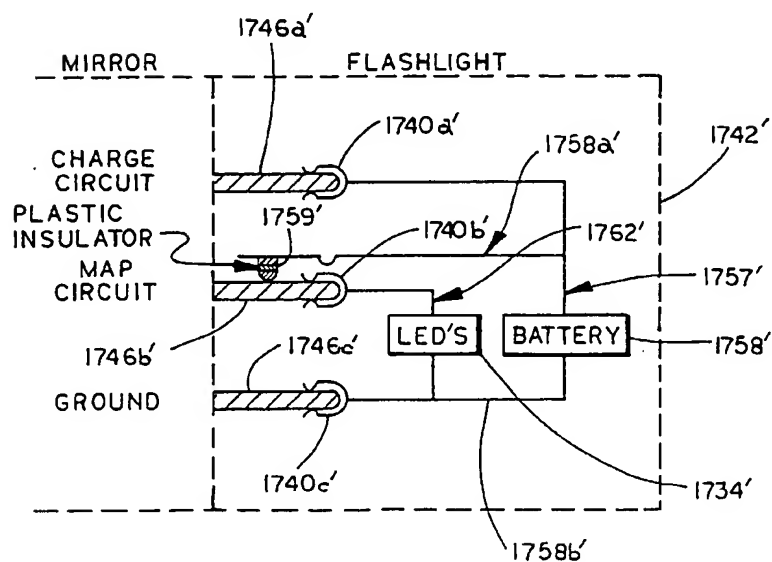 1746a′
MIRROR
FLASHLIGHT
1740a′
1758a′
1742′
CHARGE
CIRCUIT
PLASTIC
INSULATOR
1759′
1740b′
1762′
MAP
CIRCUIT
1757′
LED'S
BATTERY
1758′
1746b′
1746c′
GROUND
1740c′
1734′
1758b′